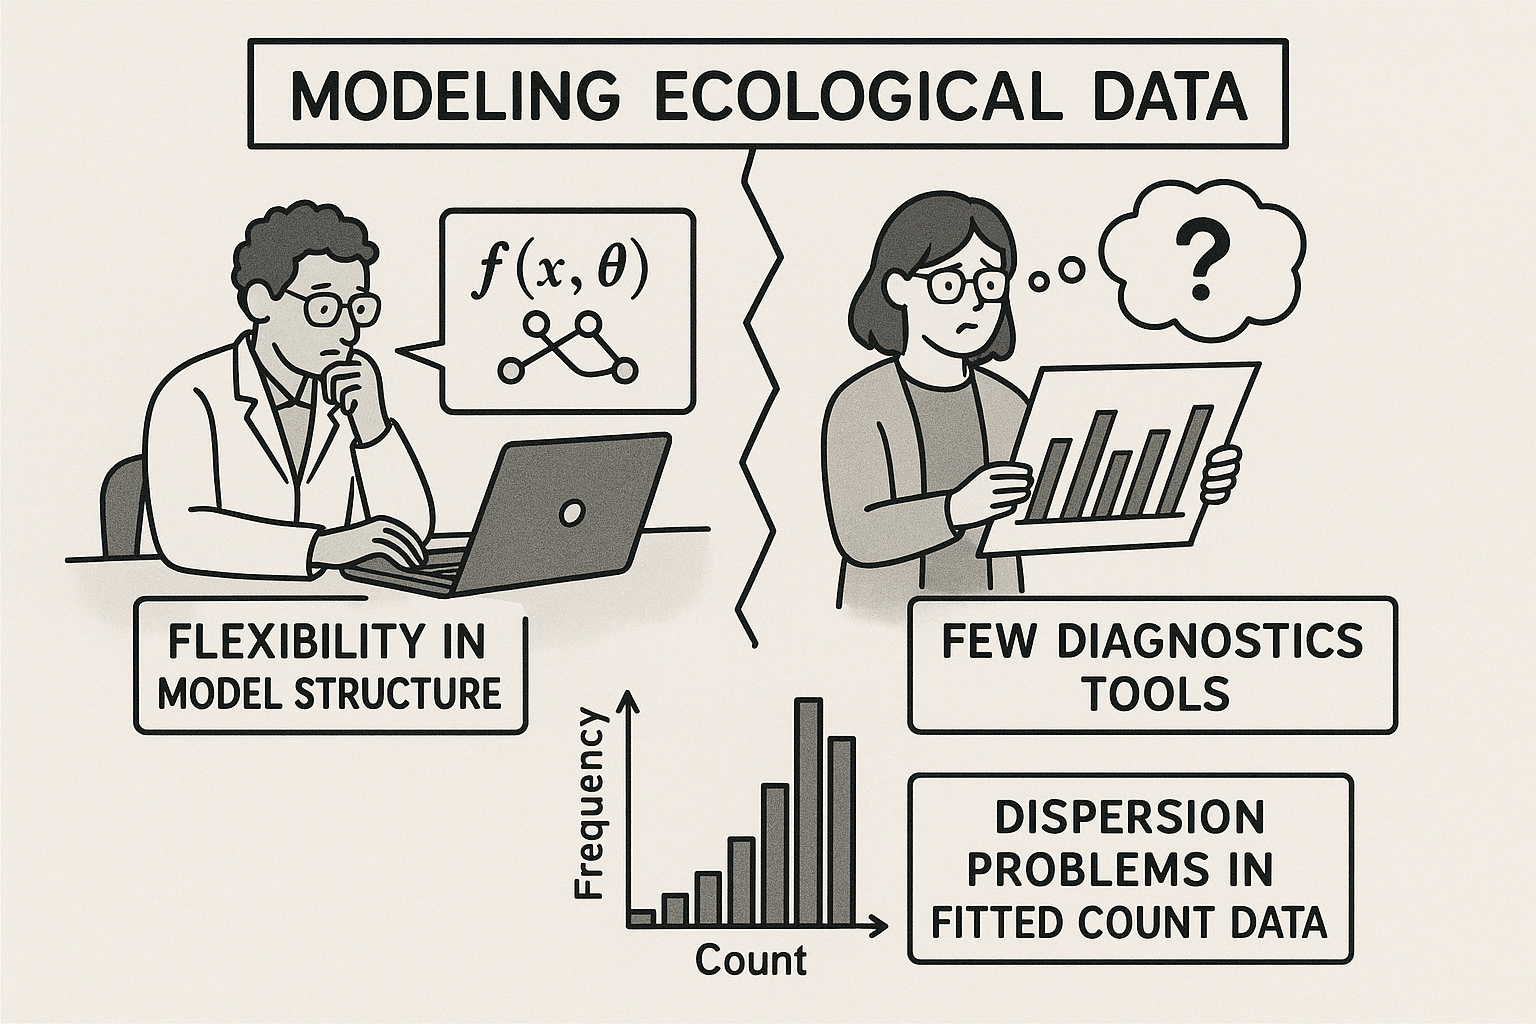 MODELING ECOLOGICAL DATA
f(x, θ)
?
FLEXIBILITY IN
MODEL STRUCTURE
FEW DIAGNOSTICS
TOOLS
Frequency
Count
DISPERSION
PROBLEMS IN
FITTED COUNT DATA